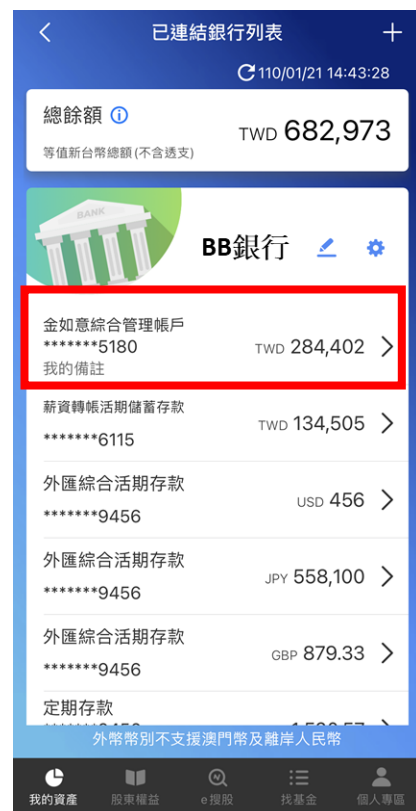 已連結銀行列表
110/01/21 14:43:28
總餘額
TWD 682,973
等值新台幣總額(不含透支)
BANK
BB銀行
金如意綜合管理帳戶
*******5180
TWD 284,402
我的備註
薪資轉帳活期儲蓄存款
*******6115
TWD 134,505
外匯綜合活期存款
*******9456
USD 456
外匯綜合活期存款
*******9456
JPY 558,100
外匯綜合活期存款
*******9456
GBP 879.33
定期存款
外幣幣別不支援澳門幣及離岸人民幣
我的資產
股東權益
e搜股
找基金
個人專區